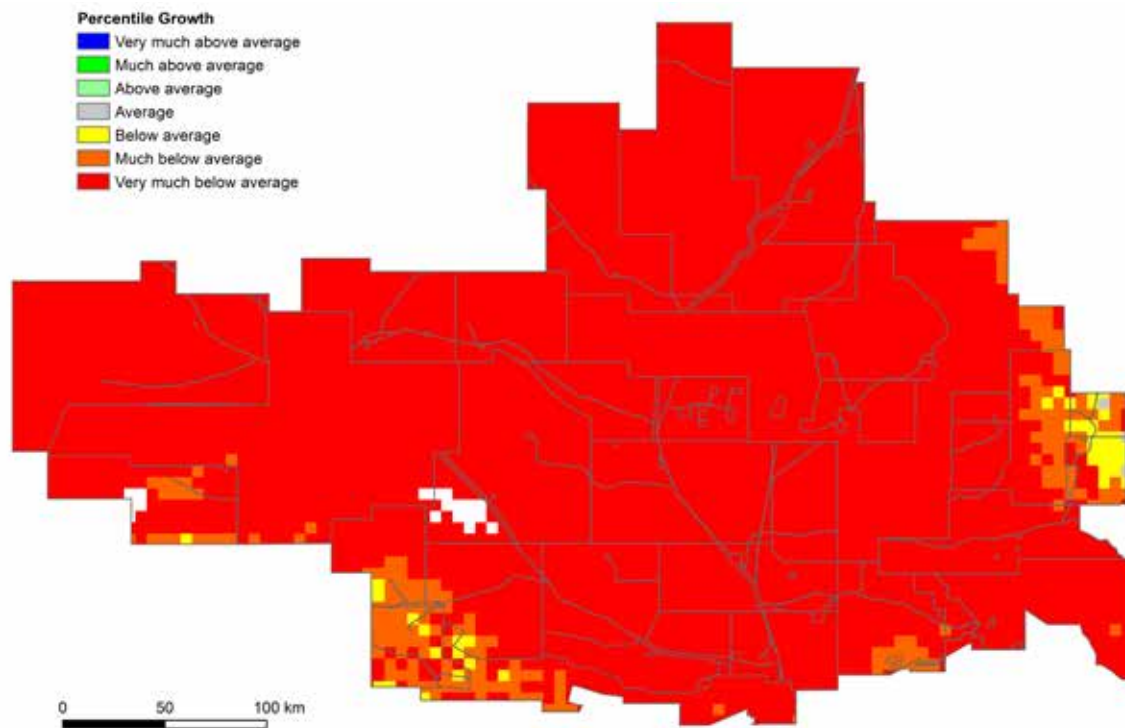 Percentile Growth
Very much above average
Much above average
Above average
Average
Below average
Much below average
Very much below average
0 50 100 km